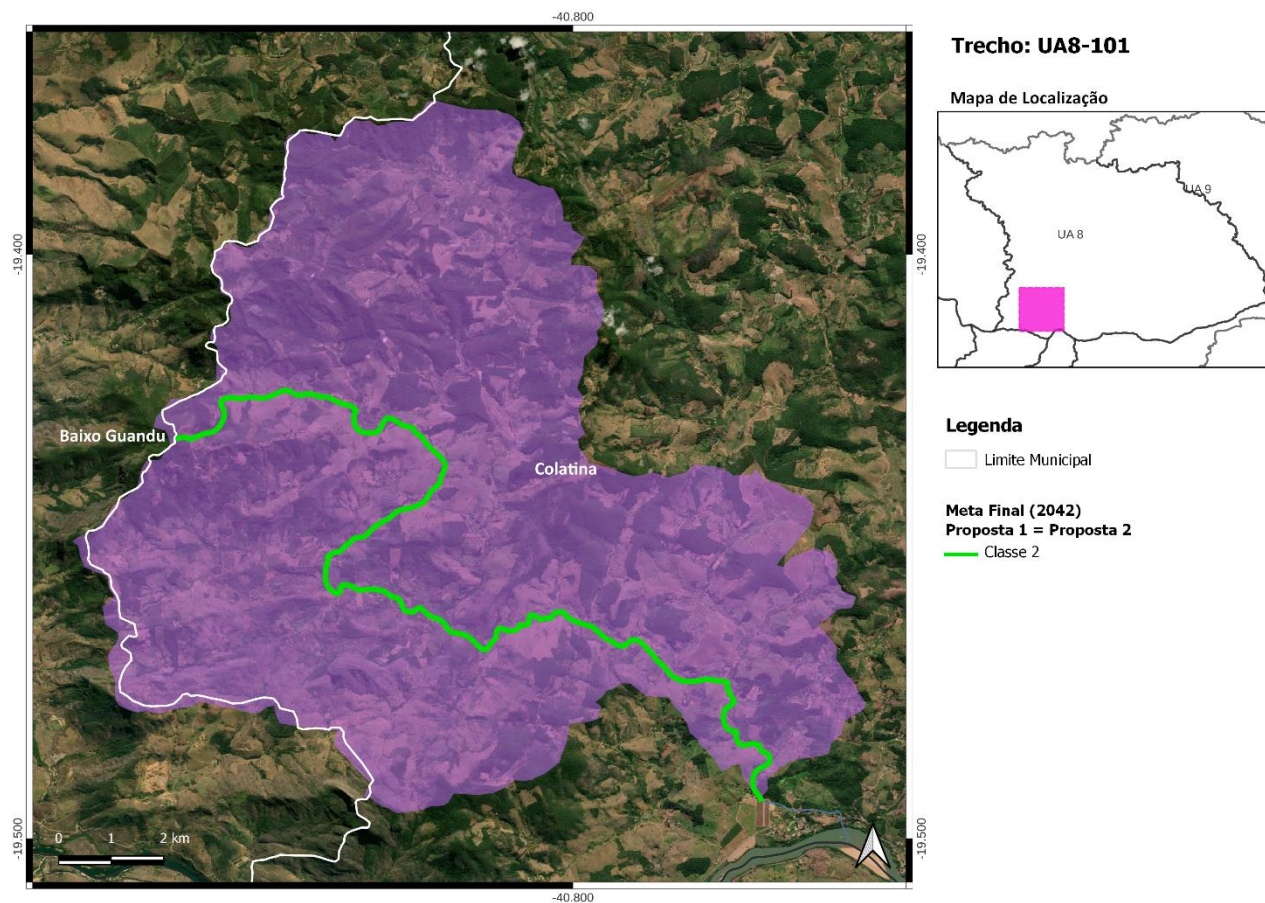 -40.800
Trecho: UA8-101
Mapa de Localização
UA 9
UA 8
-19.400
-19.400
Baixo Guandu
Colatina
Legenda
Limite Municipal
Meta Final (2042)
Proposta 1 = Proposta 2
Classe 2
-19.500
-19.500
0 1 2 km
-40.800